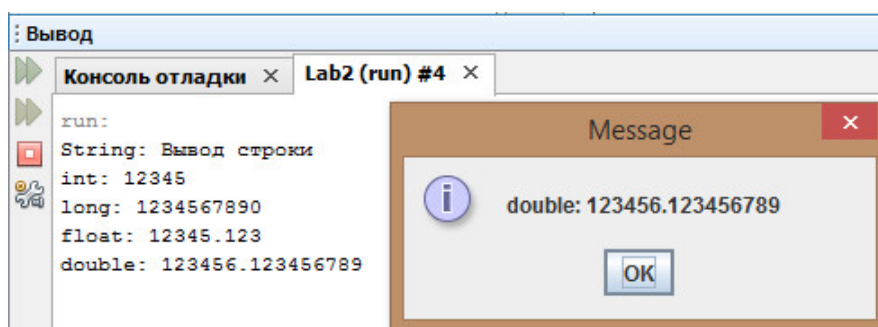 Вывод
Консоль отладки ×
Lab2 (run) #4 ×
run:
String: Вывод строки
int: 12345
long: 1234567890
float: 12345.123
double: 123456.123456789
Message
double: 123456.123456789
OK